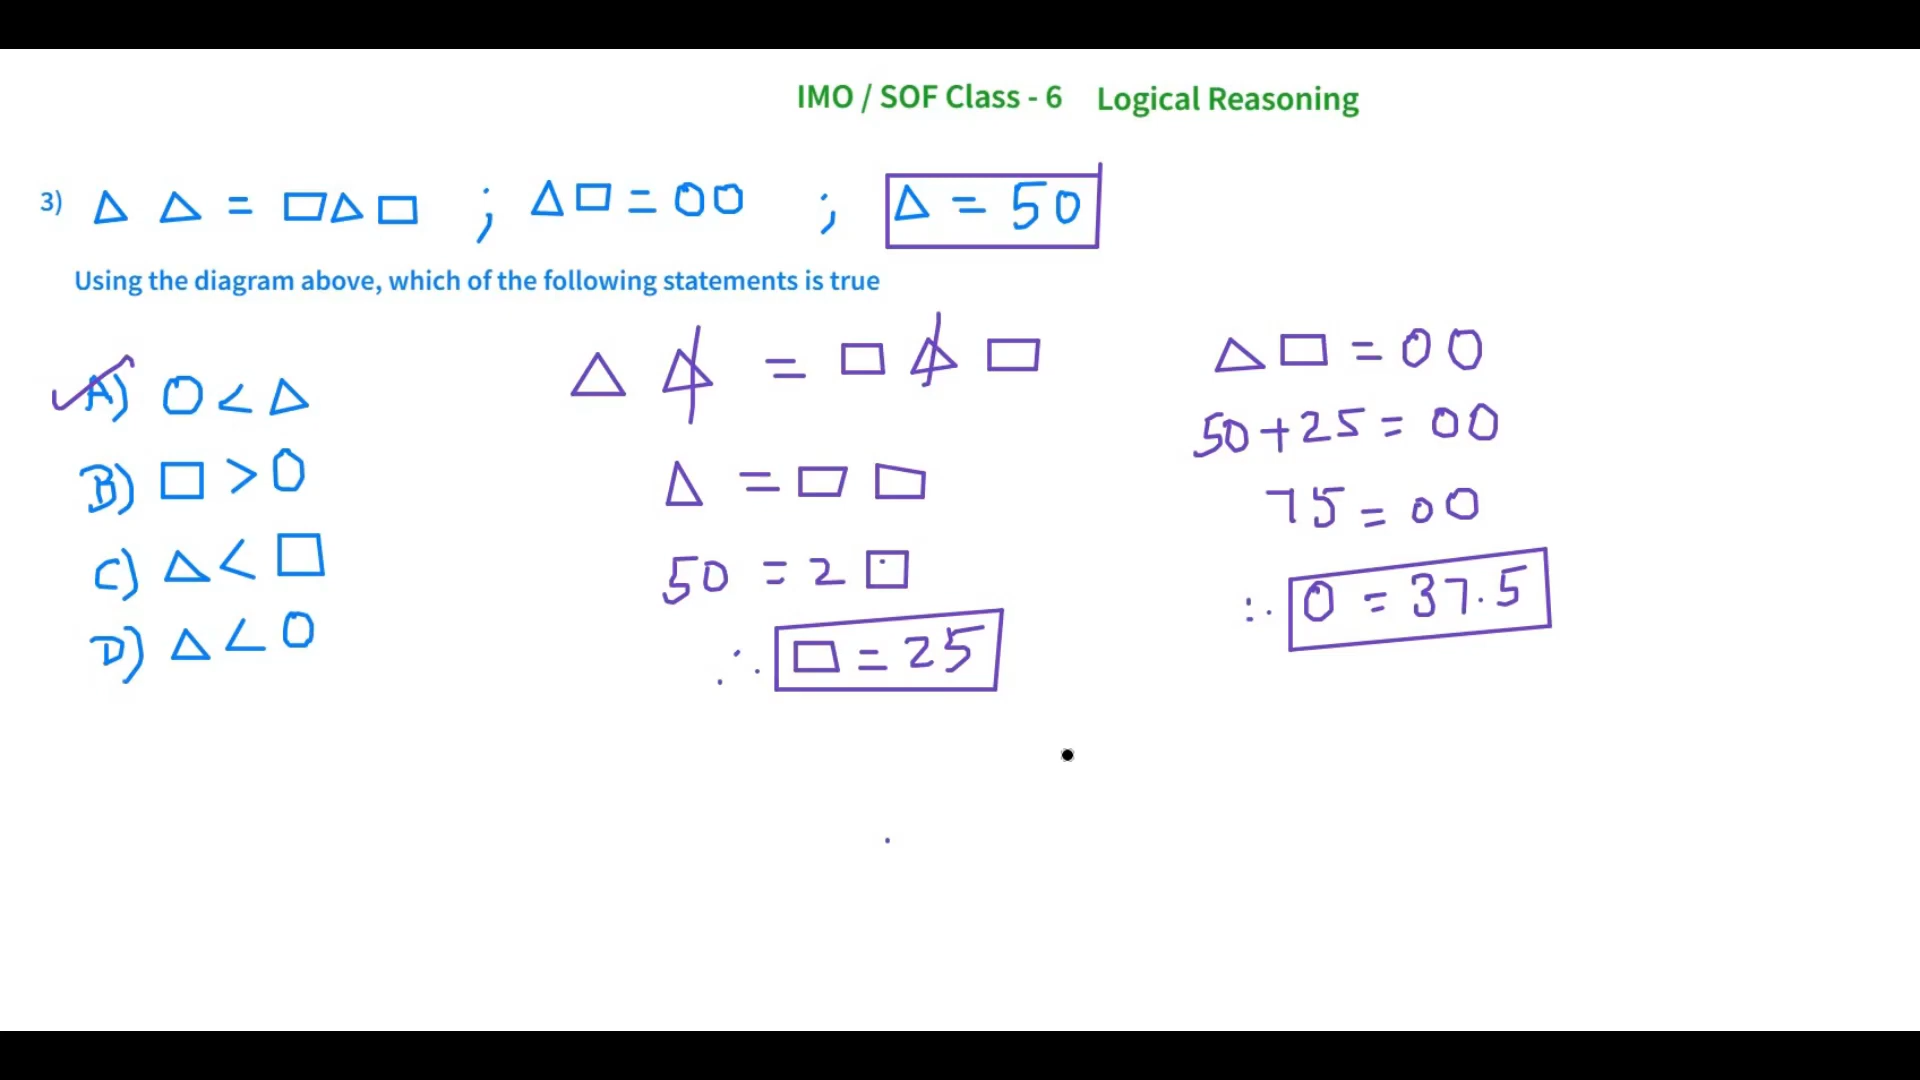 IMO / SOF Class - 6 Logical Reasoning
3) △ △ = □ △ □ ; △ □ = O O ; △ = 50
Using the diagram above, which of the following statements is true
A) O < △
B) □ > O
C) △ < □
D) △ < O
△ △ = □ △ □
△ = □ □
50 = 2 □
∴ □ = 25
△ □ = O O
50 + 25 = O O
75 = O O
∴ O = 37.5